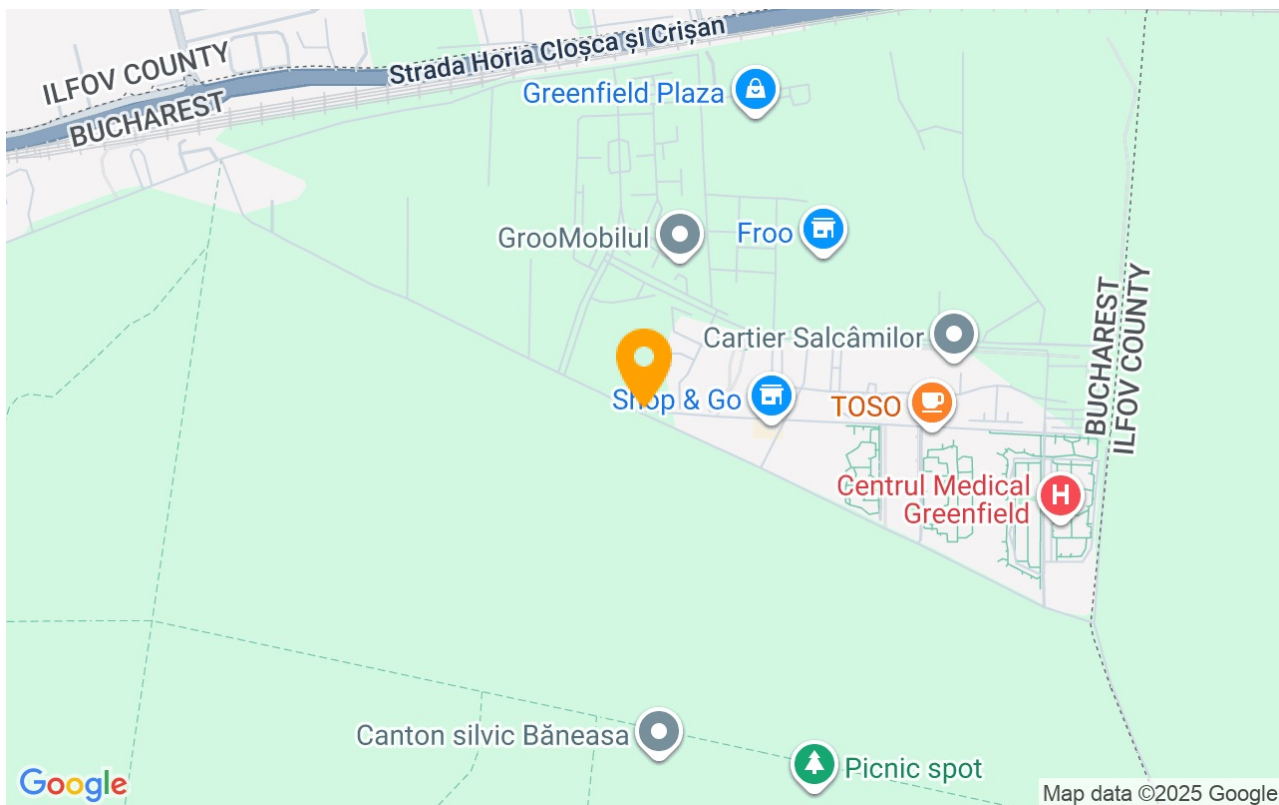 Strada Horia Cloșca și Crișan
ILFOV COUNTY
BUCHAREST
Greenfield Plaza
GrooMobilul
Froo
BUCHAREST
ILFOV COUNTY
Cartier Salcâmilor
Shop & Go
TOSO
Centrul Medical
Greenfield
H
Canton silvic Băneasa
Picnic spot
Google
Map data ©2025 Google